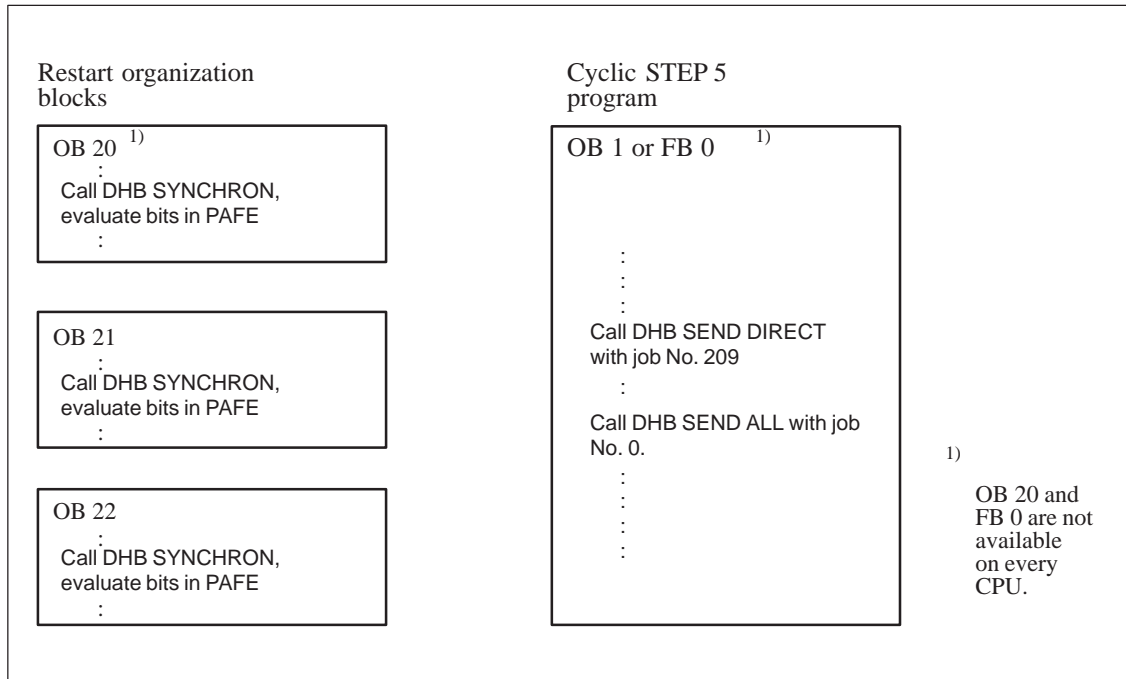 Restart organization
blocks
OB 20 1)
:
Call DHB SYNCHRON,
evaluate bits in PAFE
:
OB 21
:
Call DHB SYNCHRON,
evaluate bits in PAFE
:
OB 22
:
Call DHB SYNCHRON,
evaluate bits in PAFE
:
Cyclic STEP 5
program
OB 1 or FB 0 1)
:
:
:
Call DHB SEND DIRECT
with job No. 209
:
Call DHB SEND ALL with job
No. 0.
:
:
:
:
1)
OB 20 and
FB 0 are not
available
on every
CPU.